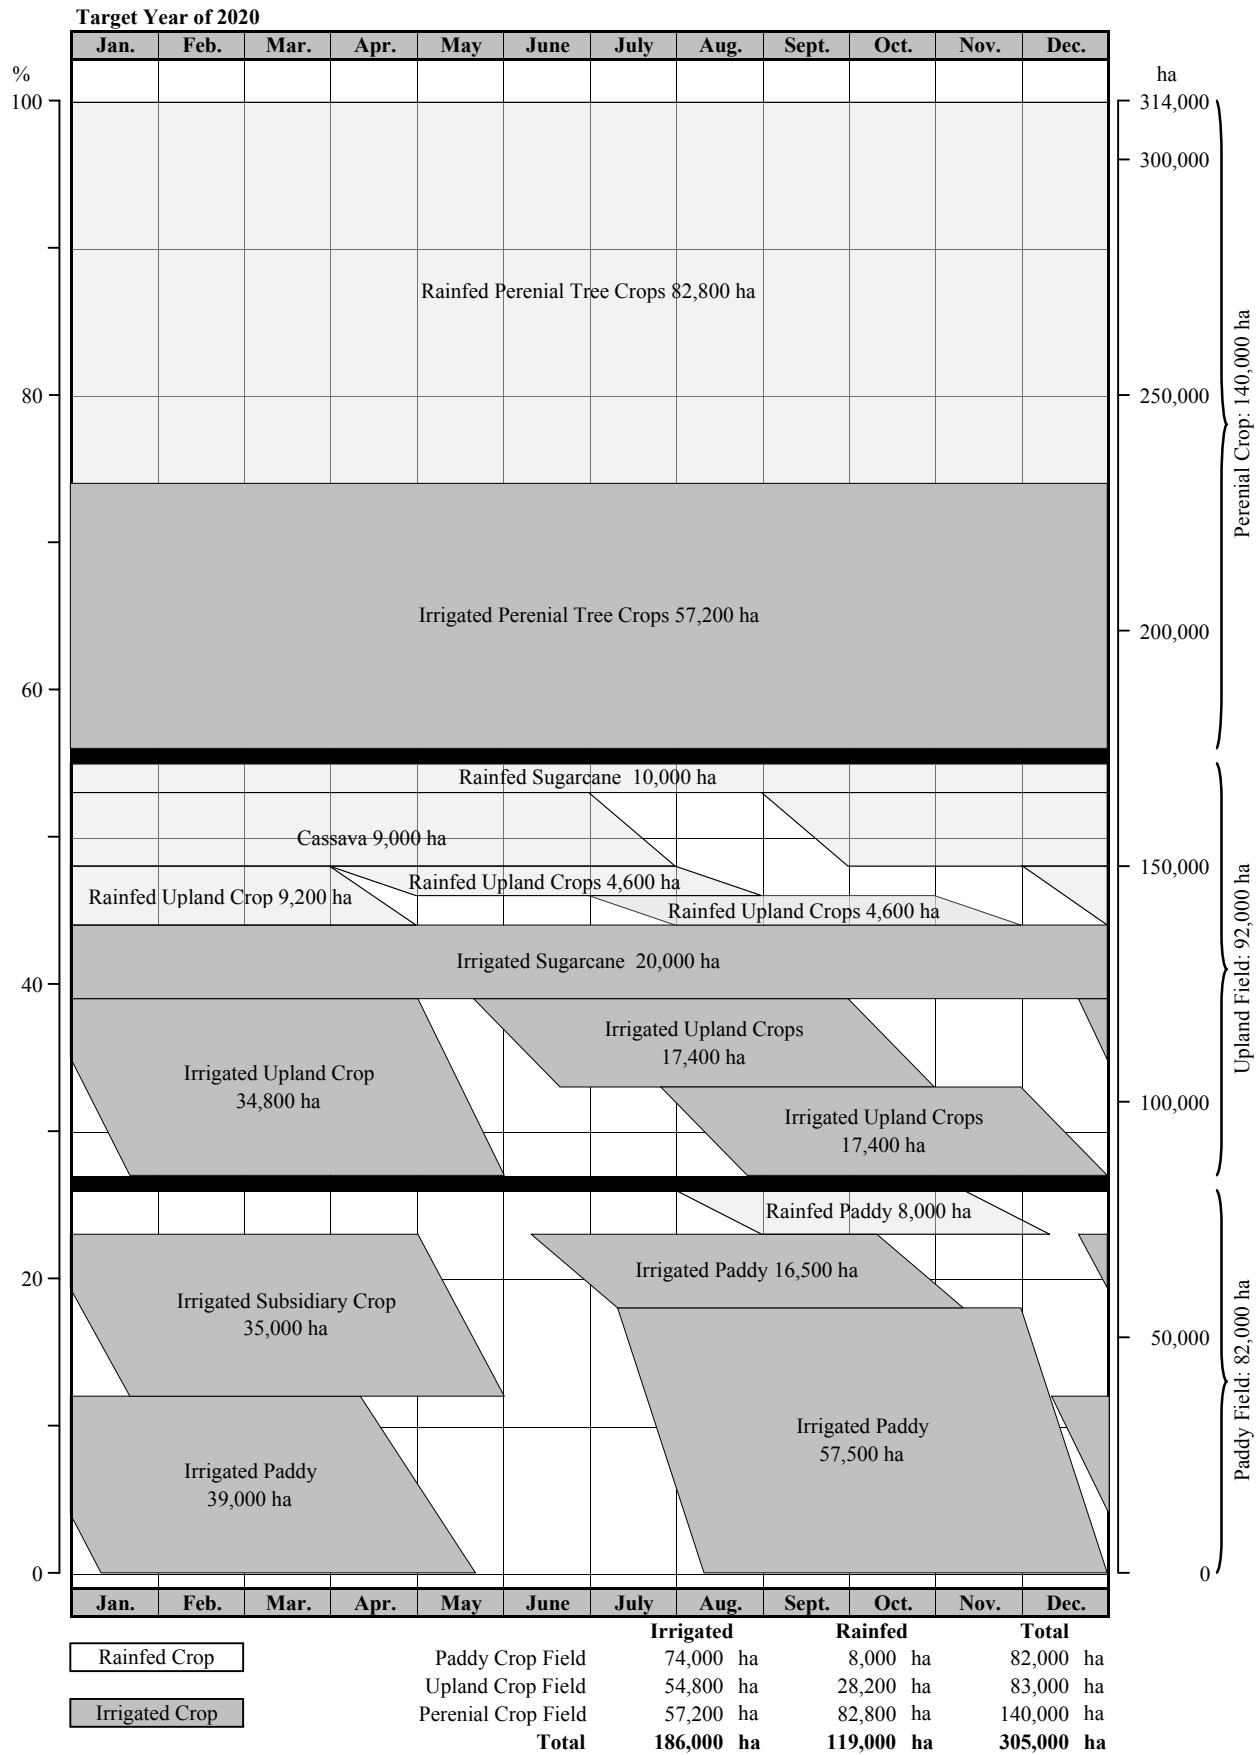 Target Year of 2020
Jan. Feb. Mar. Apr. May June July Aug. Sept. Oct. Nov. Dec.
% ha
100 314,000
300,000
Rainfed Perenial Tree Crops 82,800 ha
80 250,000
Perenial Crop: 140,000 ha
Irrigated Perenial Tree Crops 57,200 ha
200,000
60
Rainfed Sugarcane 10,000 ha
Cassava 9,000 ha
150,000
Rainfed Upland Crop 9,200 ha
Rainfed Upland Crops 4,600 ha
Rainfed Upland Crops 4,600 ha
Irrigated Sugarcane 20,000 ha
40
Upland Field: 92,000 ha
Irrigated Upland Crops
17,400 ha
Irrigated Upland Crop
34,800 ha
100,000
Irrigated Upland Crops
17,400 ha
Rainfed Paddy 8,000 ha
20
Irrigated Paddy 16,500 ha
Irrigated Subsidiary Crop
35,000 ha
50,000
Paddy Field: 82,000 ha
Irrigated Paddy
57,500 ha
Irrigated Paddy
39,000 ha
0 0
Jan. Feb. Mar. Apr. May June July Aug. Sept. Oct. Nov. Dec.
Irrigated Rainfed Total
Rainfed Crop
Paddy Crop Field 74,000 ha 8,000 ha 82,000 ha
Upland Crop Field 54,800 ha 28,200 ha 83,000 ha
Irrigated Crop
Perenial Crop Field 57,200 ha 82,800 ha 140,000 ha
Total 186,000 ha 119,000 ha 305,000 ha